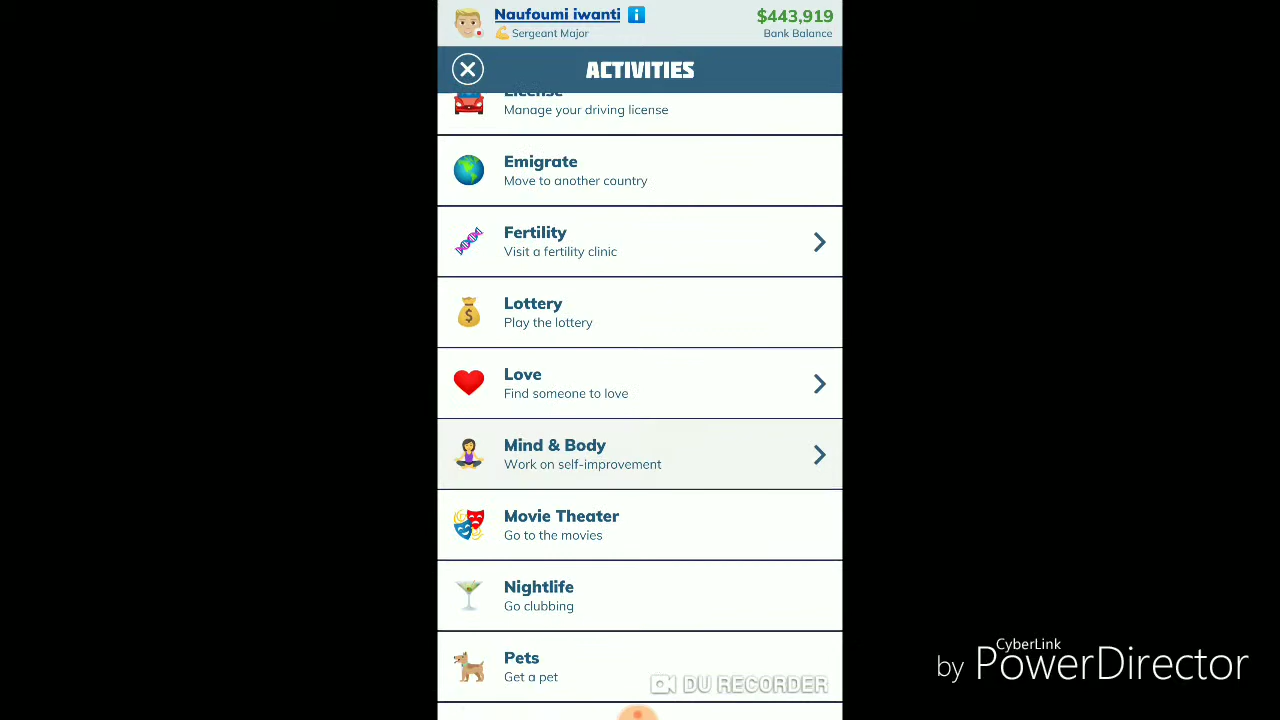 Naufoumi iwanti
$443,919
Sergeant Major
Bank Balance
ACTIVITIES
License
Manage your driving license
Emigrate
Move to another country
Fertility
Visit a fertility clinic
Lottery
Play the lottery
Love
Find someone to love
Mind & Body
Work on self-improvement
Movie Theater
Go to the movies
Nightlife
Go clubbing
Pets
Get a pet
DU RECORDER
CyberLink
by PowerDirector